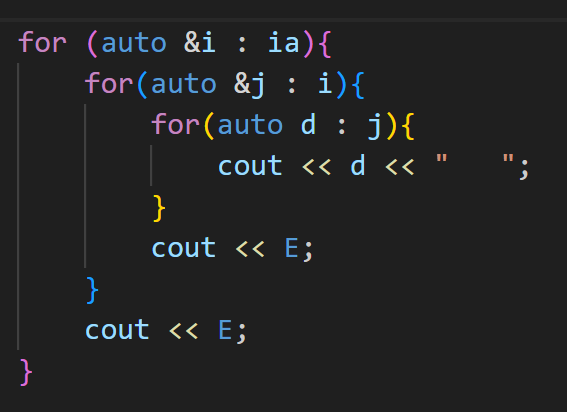 for (auto &i : ia){
    for(auto &j : i){
        for(auto d : j){
            cout << d << "   ";
        }
        cout << E;
    }
    cout << E;
}